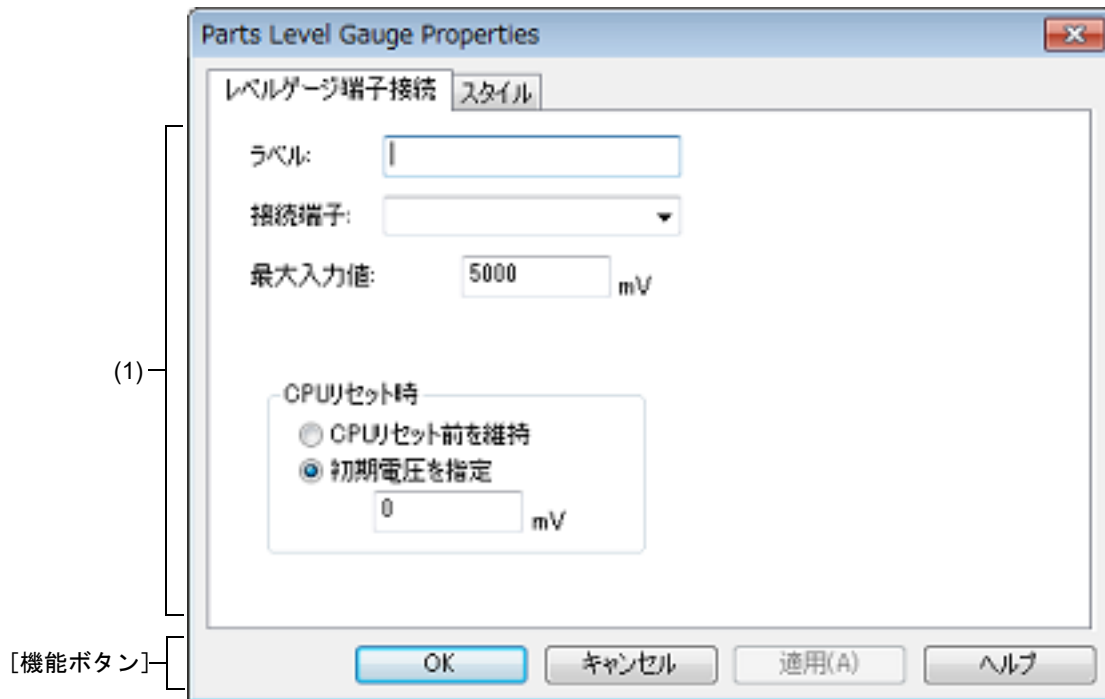 Parts Level Gauge Properties
レベルゲージ端子接続 スタイル
ラベル:
接続端子:
最大入力値: 5000 mV
(1)
CPUリセット時
CPUリセット前を維持
初期電圧を指定
0 mV
[機能ボタン]
OK キャンセル 適用(A) ヘルプ